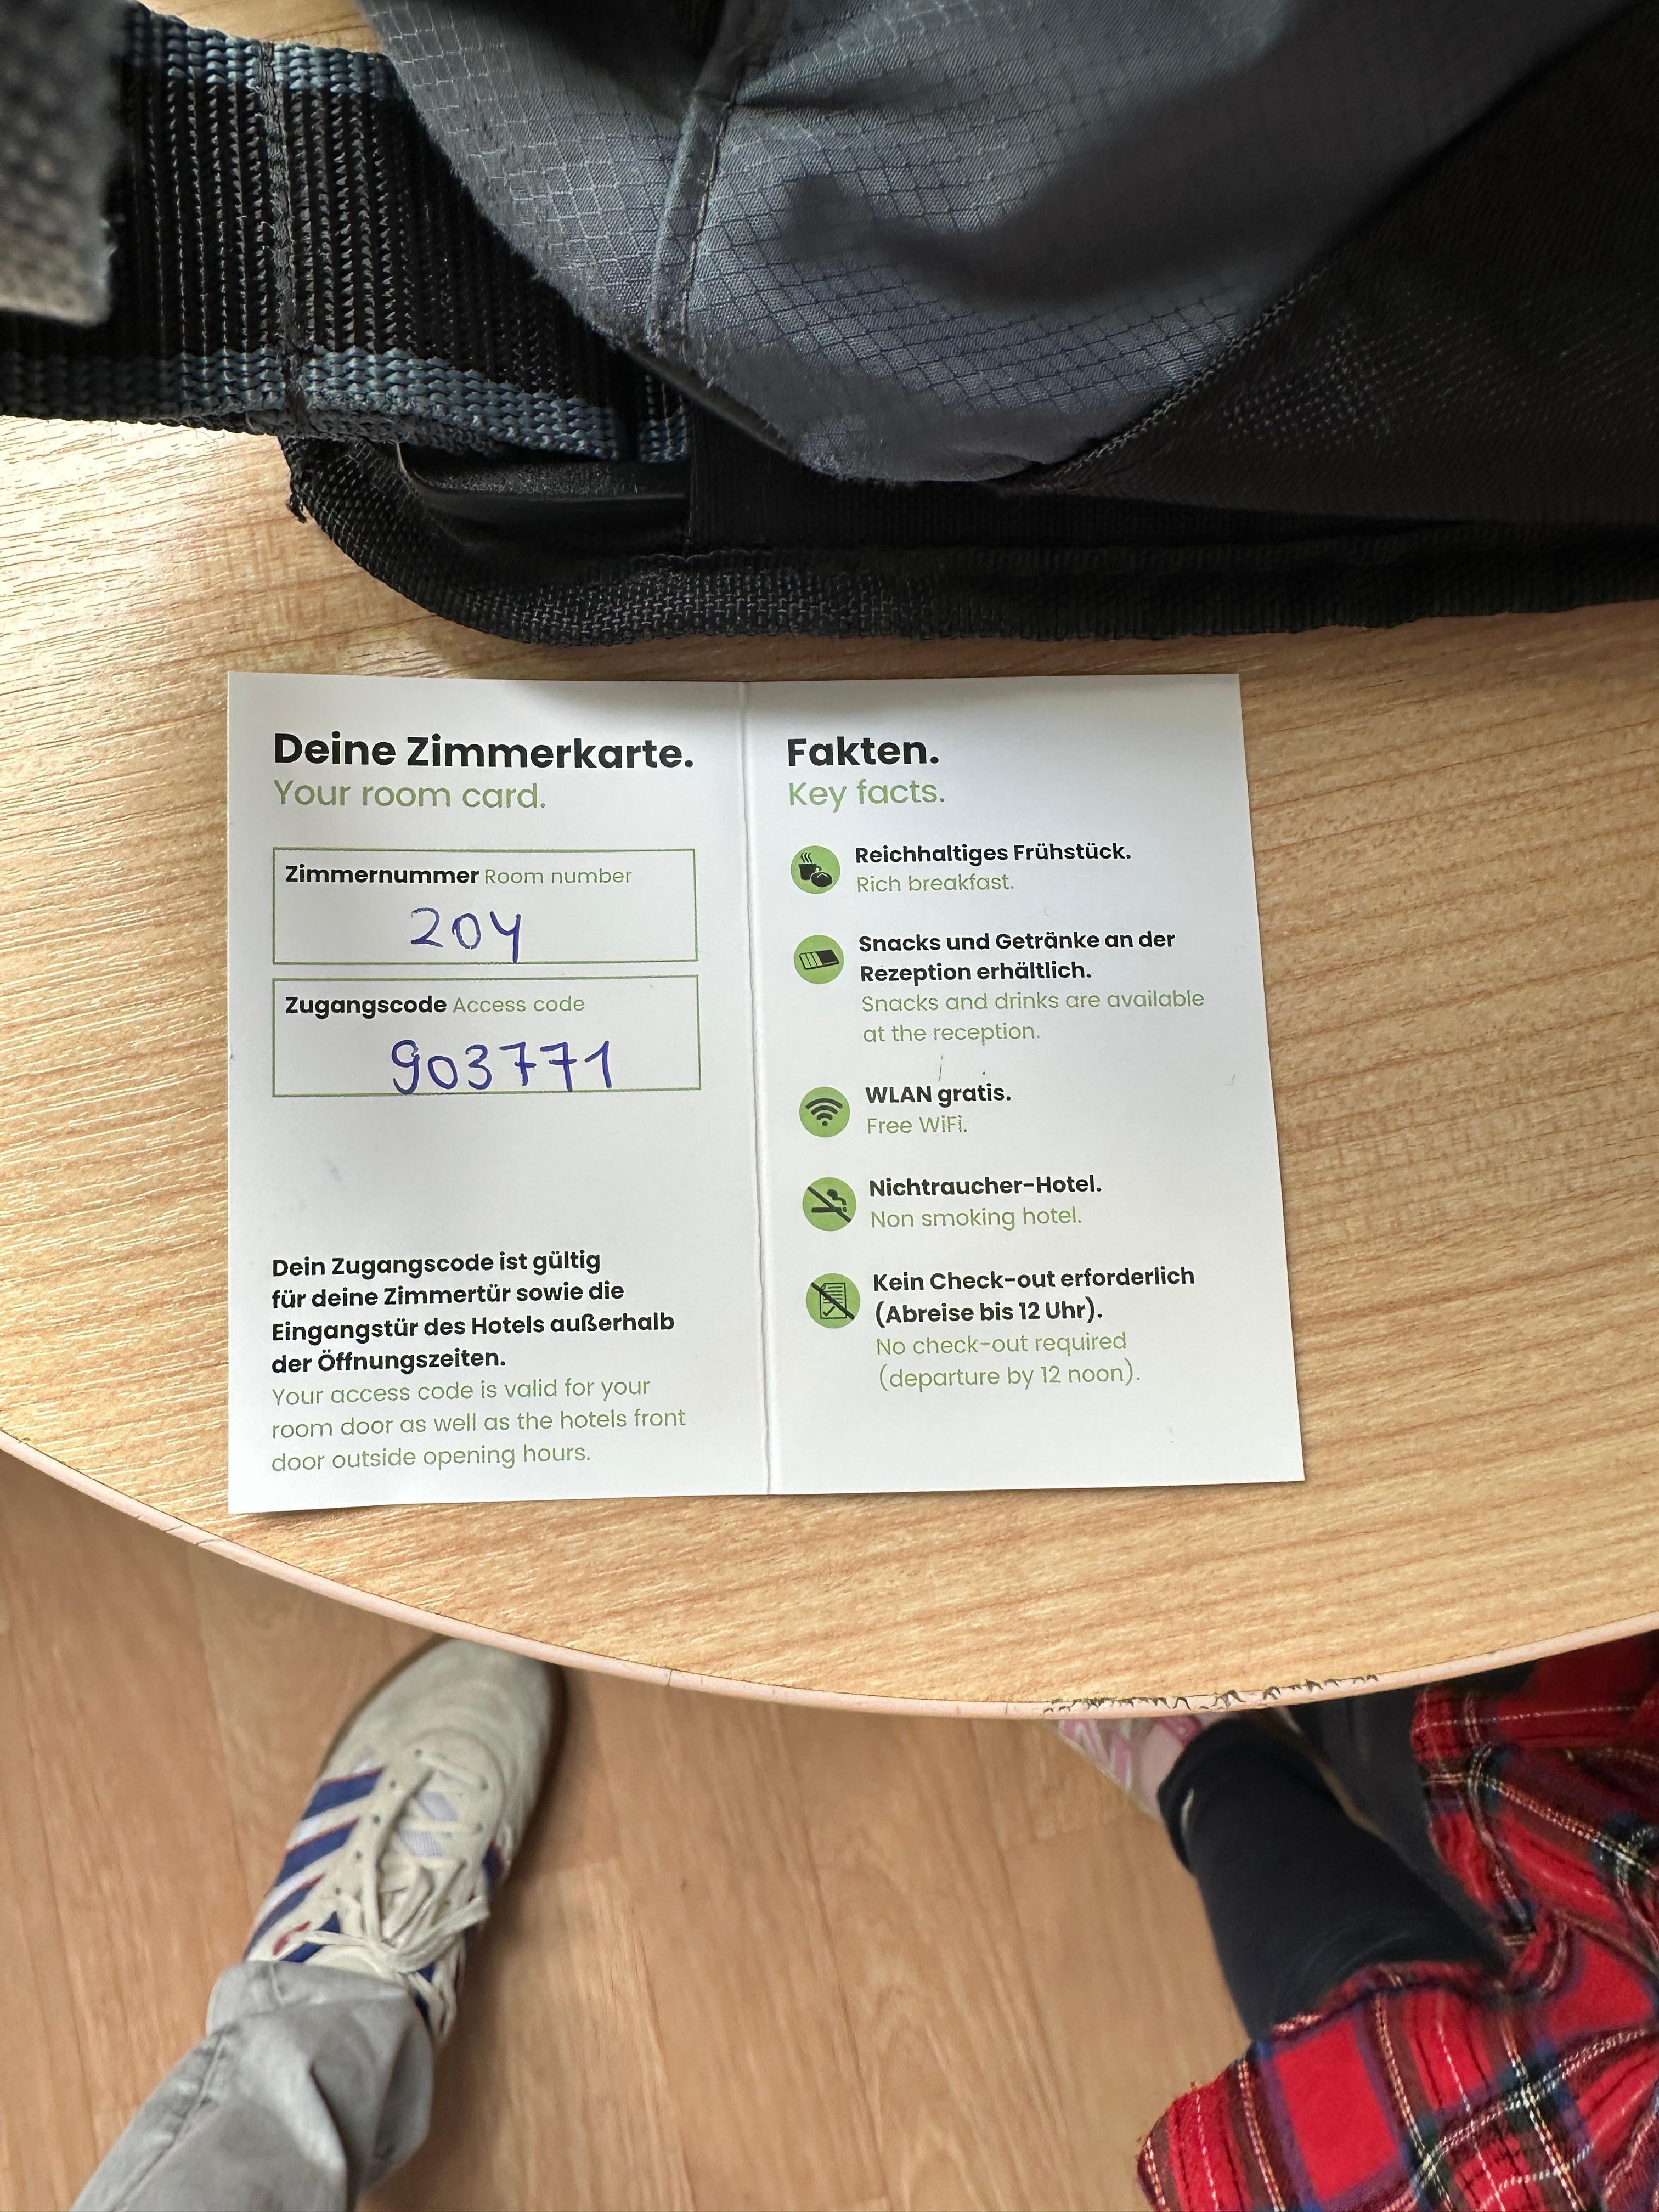 Deine Zimmerkarte.
Your room card.
Zimmernummer Room number
204
Zugangscode Access code
903771
Dein Zugangscode ist gültig
für deine Zimmertür sowie die
Eingangstür des Hotels außerhalb
der Öffnungszeiten.
Your access code is valid for your
room door as well as the hotels front
door outside opening hours.
Fakten.
Key facts.
Reichhaltiges Frühstück.
Rich breakfast.
Snacks und Getränke an der
Rezeption erhältlich.
Snacks and drinks are available
at the reception.
WLAN gratis.
Free WiFi.
Nichtraucher-Hotel.
Non smoking hotel.
Kein Check-out erforderlich
(Abreise bis 12 Uhr).
No check-out required
(departure by 12 noon).